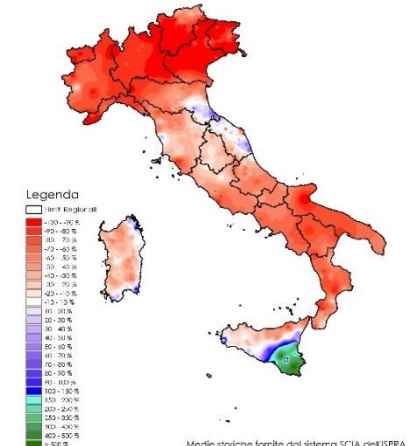 Legenda
Limiti Regionali
-100 - -90 %
-90 - -80 %
-80 - -70 %
-70 - -60 %
-60 - -50 %
-50 - -40 %
-40 - -30 %
-30 - -20 %
-20 - -10 %
-10 - 10 %
10 - 20 %
20 - 30 %
30 - 40 %
40 - 50 %
50 - 60 %
60 - 70 %
70 - 80 %
80 - 90 %
90 - 100 %
100 - 150 %
150 - 200 %
200 - 250 %
250 - 300 %
300 - 400 %
400 - 500 %
> 500 %
Medie storiche fornite dal sistema SCIA dell'ISPRA